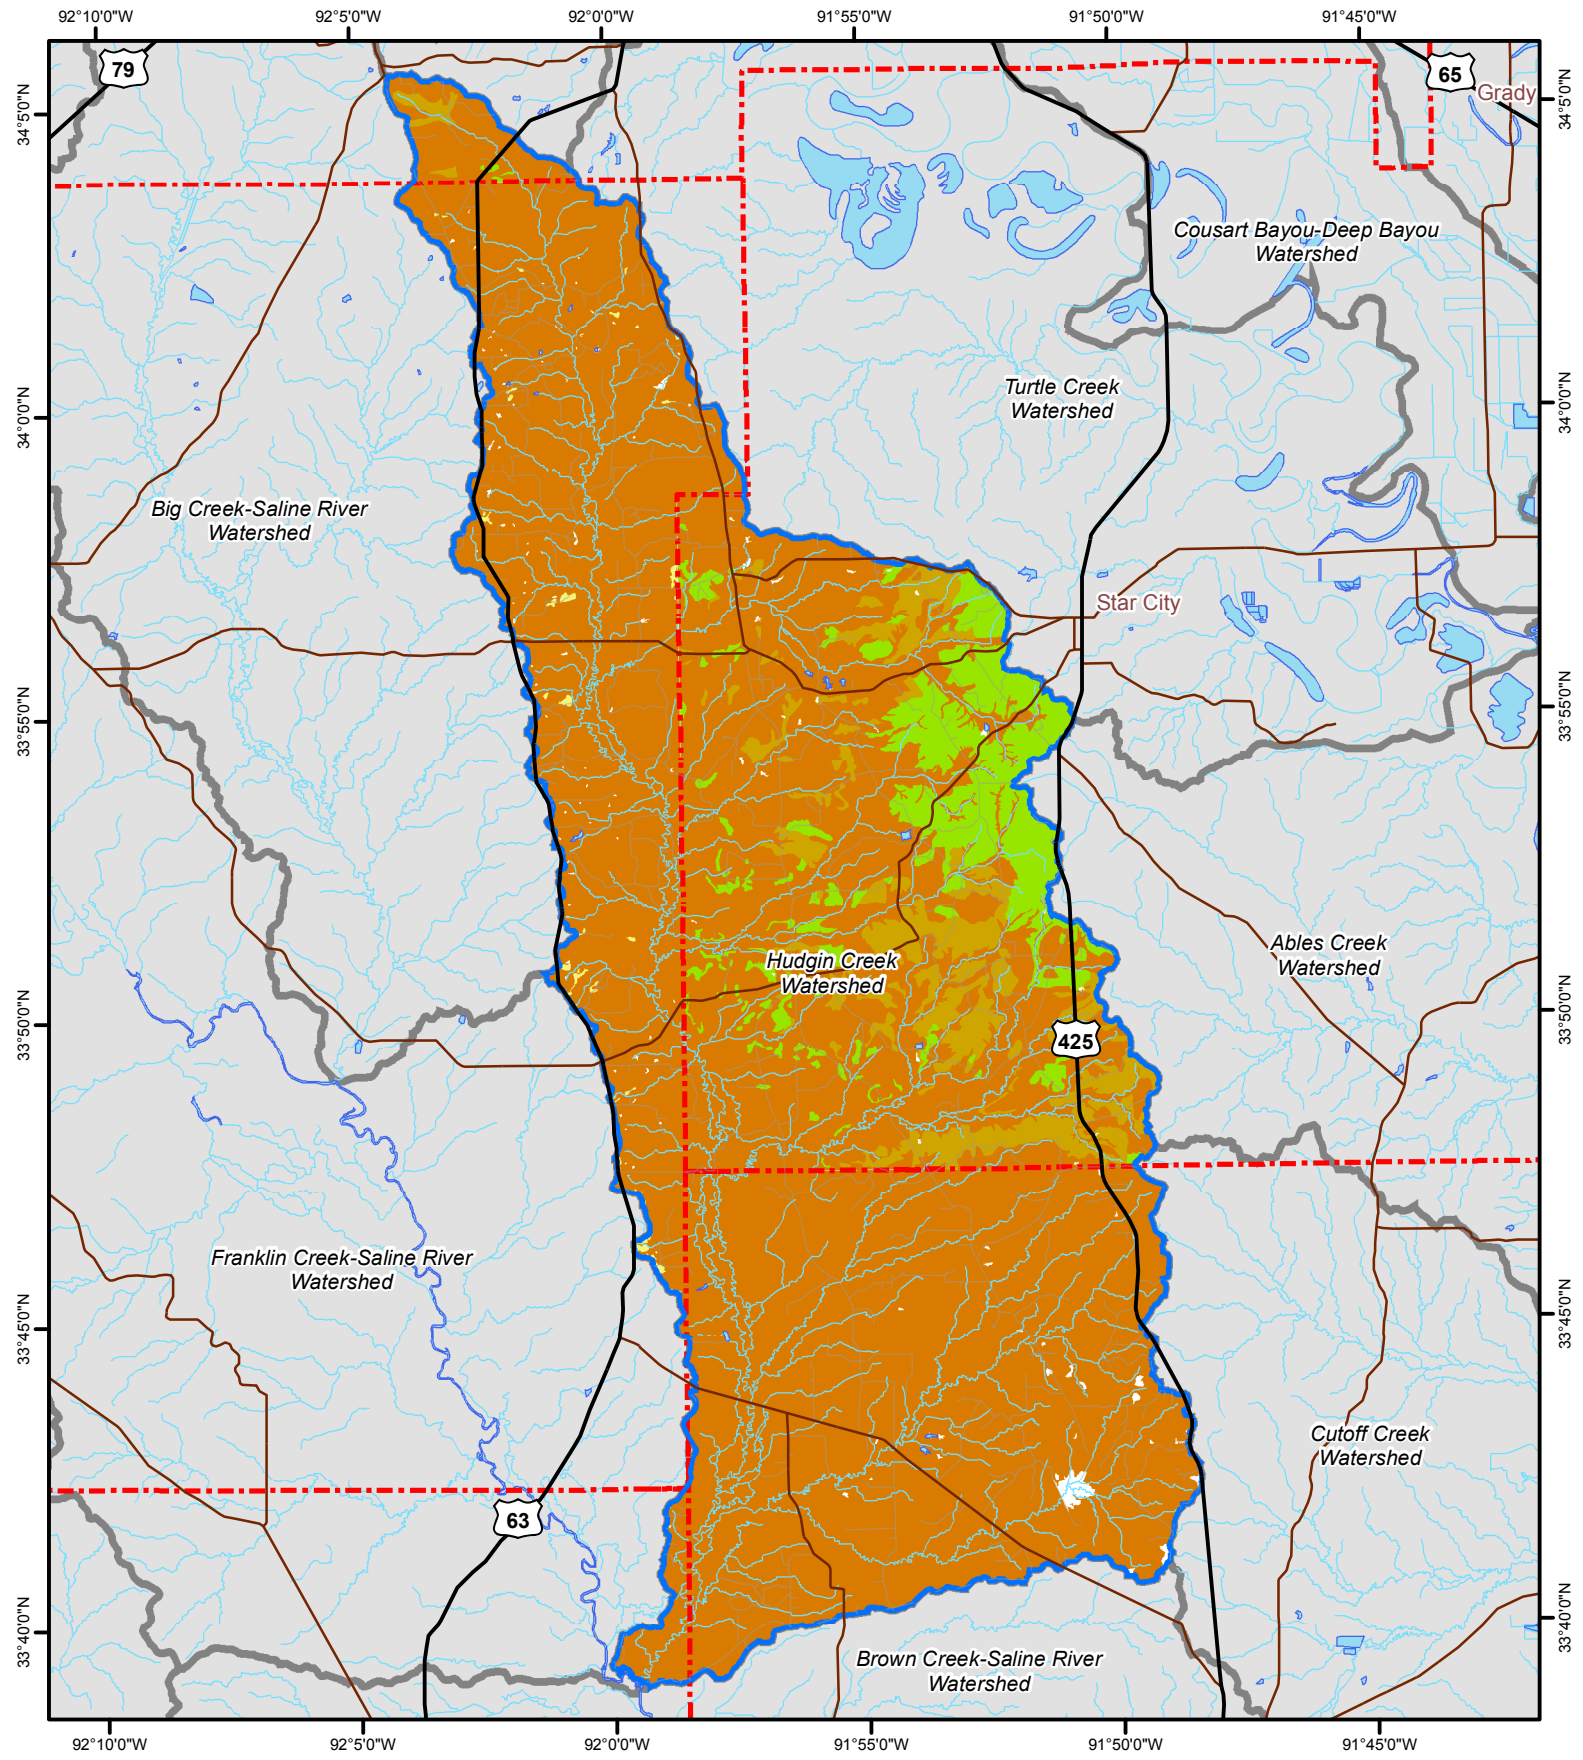 92°10'0"W 92°5'0"W 92°0'0"W 91°55'0"W 91°50'0"W 91°45'0"W
79
65
Grady
34°5'0"N
34°5'0"N
Cousart Bayou-Deep Bayou
Watershed
Turtle Creek
Watershed
34°0'0"N
34°0'0"N
Big Creek-Saline River
Watershed
Star City
33°55'0"N
33°55'0"N
Ables Creek
Watershed
Hudgin Creek
Watershed
33°50'0"N
33°50'0"N
425
Franklin Creek-Saline River
Watershed
33°45'0"N
33°45'0"N
Cutoff Creek
Watershed
63
33°40'0"N
33°40'0"N
Brown Creek-Saline River
Watershed
92°10'0"W 92°5'0"W 92°0'0"W 91°55'0"W 91°50'0"W 91°45'0"W